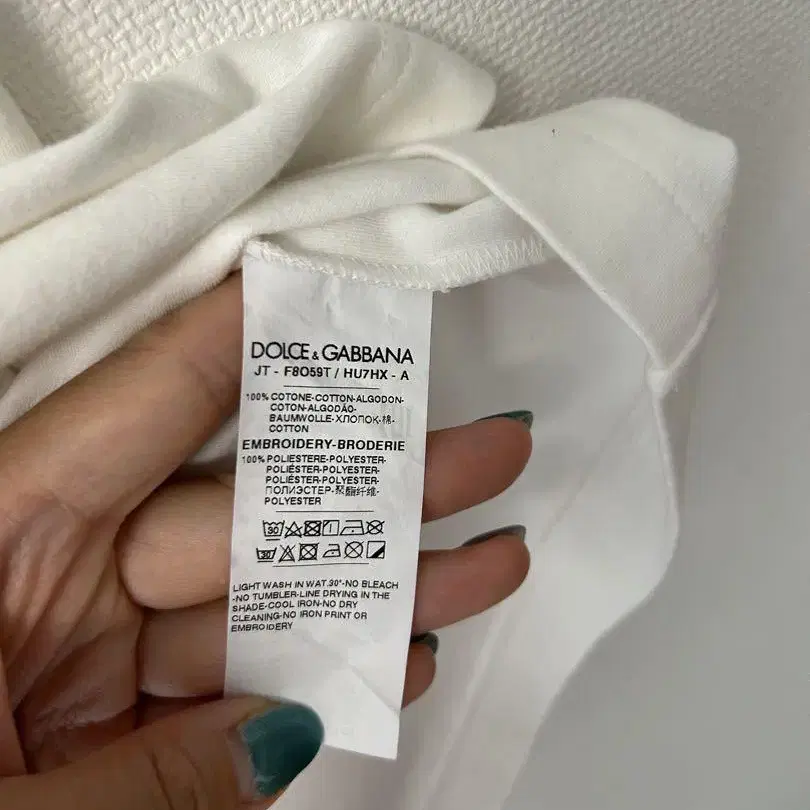 DOLCE & GABBANA
JT - F8O59T / HU7HX - A
100% COTONE-COTTON-ALGODON-
COTON-ALGODÃO-
BAUMWOLLE-ХЛОПОК-棉-
COTTON
EMBROIDERY-BRODERIE
100% POLIESTERE-POLYESTER-
POLIÉSTER-POLYESTER-
POLIÉSTER-POLYESTER-
ПОЛИЭСТЕР-聚酯纤维-
POLYESTER
30
30
LIGHT WASH IN WAT.30°-NO BLEACH
-NO TUMBLER-LINE DRYING IN THE
SHADE-COOL IRON-NO DRY
CLEANING-NO IRON PRINT OR
EMBROIDERY